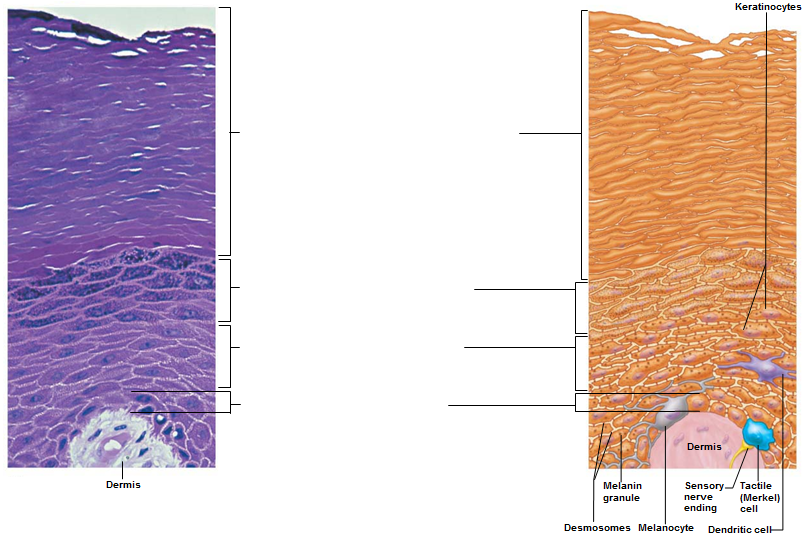 Keratinocytes
Dermis
Dermis
Melanin
granule
Sensory
nerve
ending
Tactile
(Merkel)
cell
Desmosomes
Melanocyte
Dendritic cell